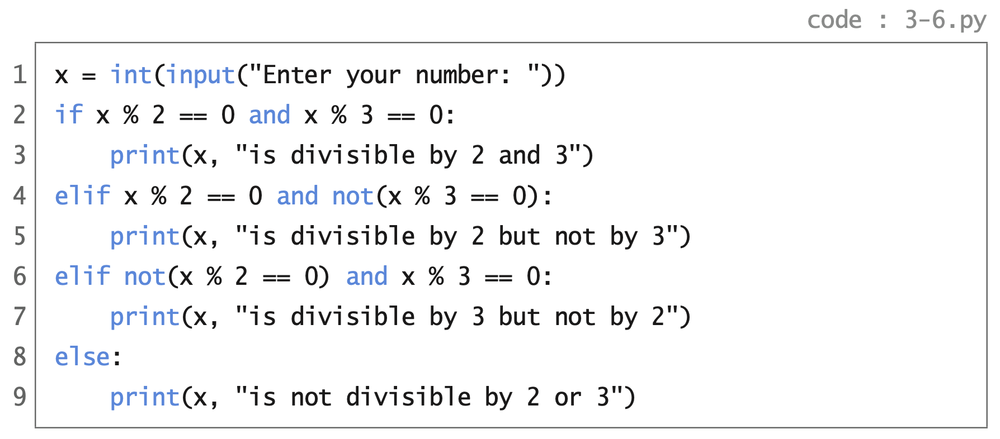 code : 3-6.py
1 x = int(input("Enter your number: "))
2 if x % 2 == 0 and x % 3 == 0:
3     print(x, "is divisible by 2 and 3")
4 elif x % 2 == 0 and not(x % 3 == 0):
5     print(x, "is divisible by 2 but not by 3")
6 elif not(x % 2 == 0) and x % 3 == 0:
7     print(x, "is divisible by 3 but not by 2")
8 else:
9     print(x, "is not divisible by 2 or 3")